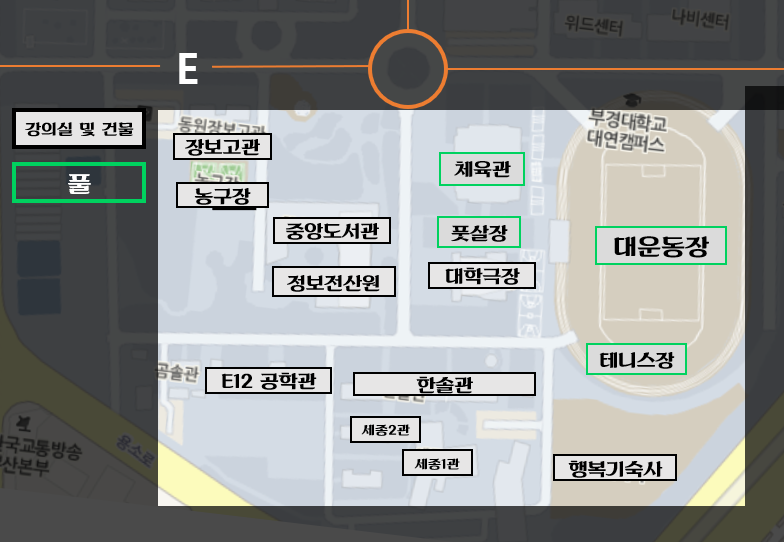 위드센터
나비센터
E
강의실 및 건물
풀
동원장보고관
장보고관
농구장
농구장
중앙도서관
정보전산원
체육관
풋살장
대학극장
부경대학교
대연캠퍼스
대운동장
테니스장
곰솔관
E12 공학관
한솔관
세종2관
세종1관
행복기숙사
용소로
국교통방송
산본부